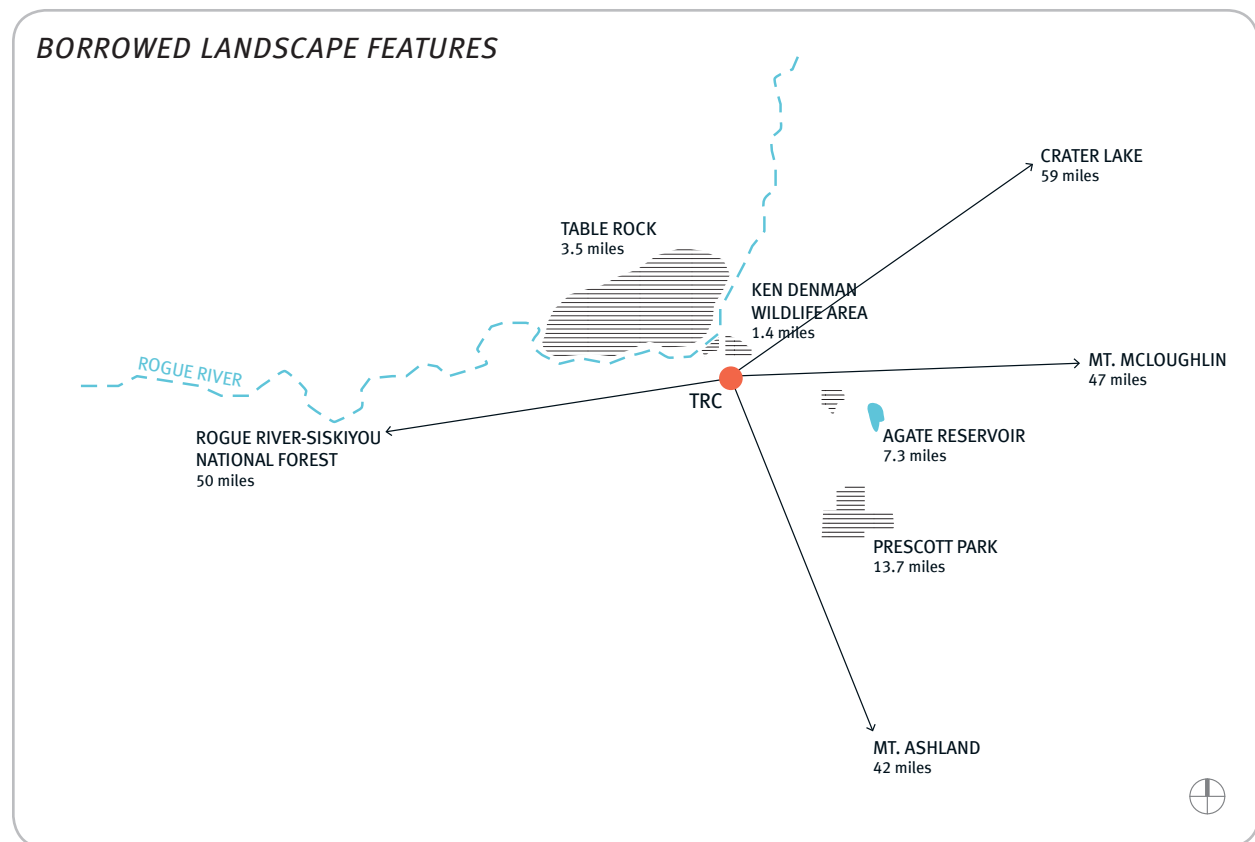 BORROWED LANDSCAPE FEATURES
CRATER LAKE
59 miles
TABLE ROCK
3.5 miles
KEN DENMAN
WILDLIFE AREA
1.4 miles
ROGUE RIVER
MT. MCLOUGHLIN
47 miles
TRC
ROGUE RIVER-SISKIYOU
NATIONAL FOREST
50 miles
AGATE RESERVOIR
7.3 miles
PRESCOTT PARK
13.7 miles
MT. ASHLAND
42 miles